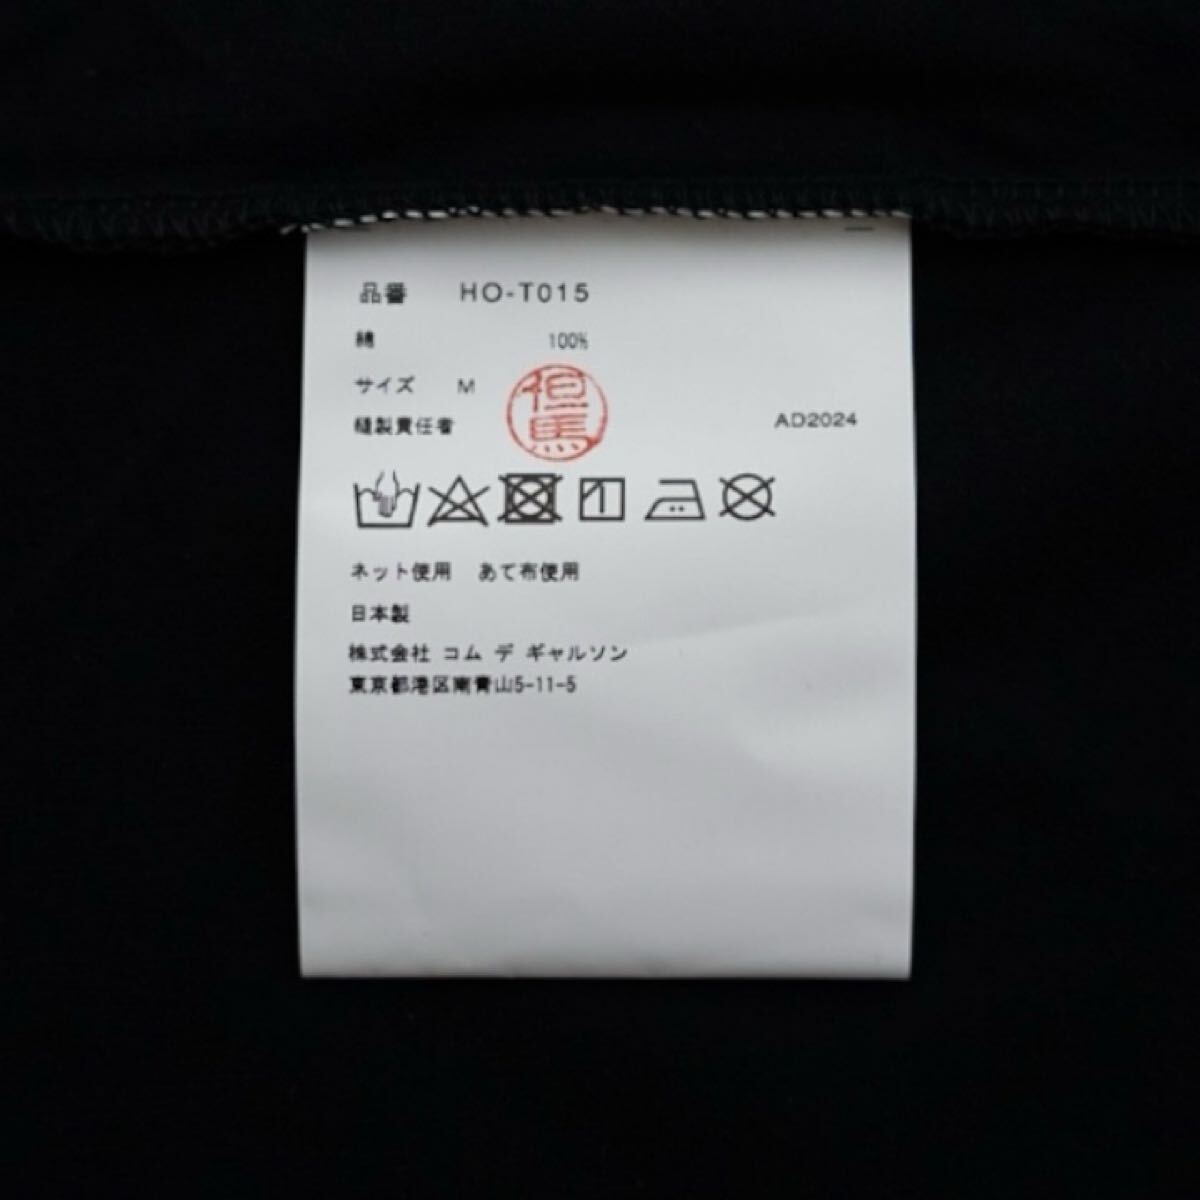 品番 HO-T015
綿 100%
サイズ M
但馬
縫製責任者 AD2024
ネット使用 あて布使用
日本製
株式会社 コム デ ギャルソン
東京都港区南青山5-11-5